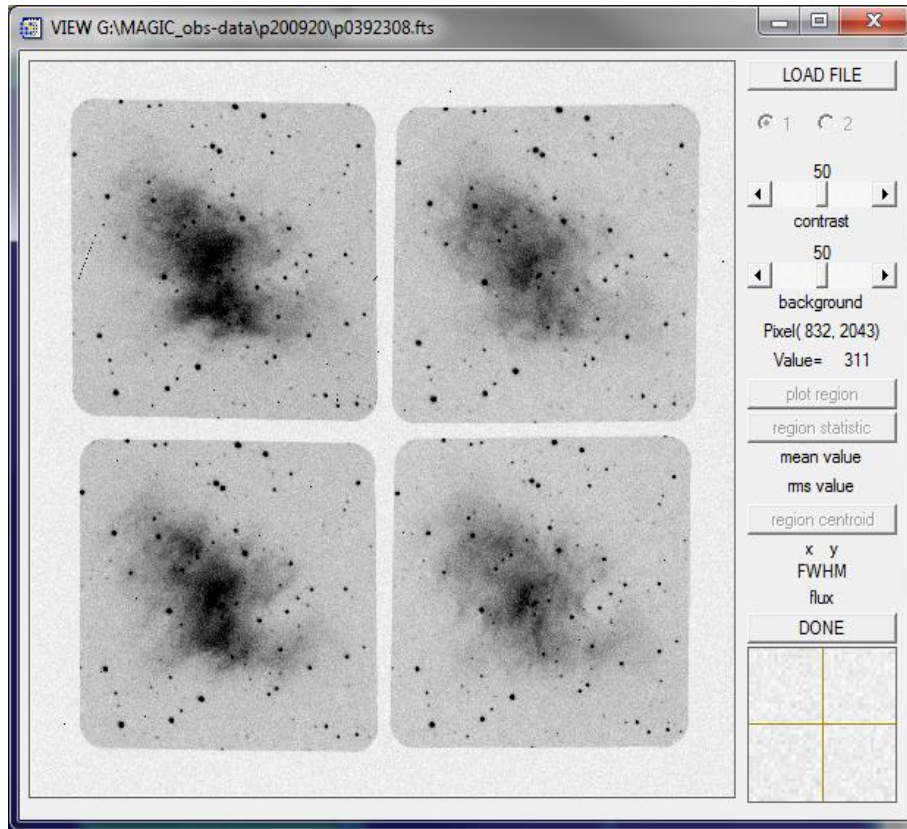 VIEW G:\MAGIC_obs-data\p200920\p0392308.fts
LOAD FILE
1 2
50
contrast
50
background
Pixel( 832, 2043)
Value= 311
plot region
region statistic
mean value
rms value
region centroid
x y
FWHM
flux
DONE